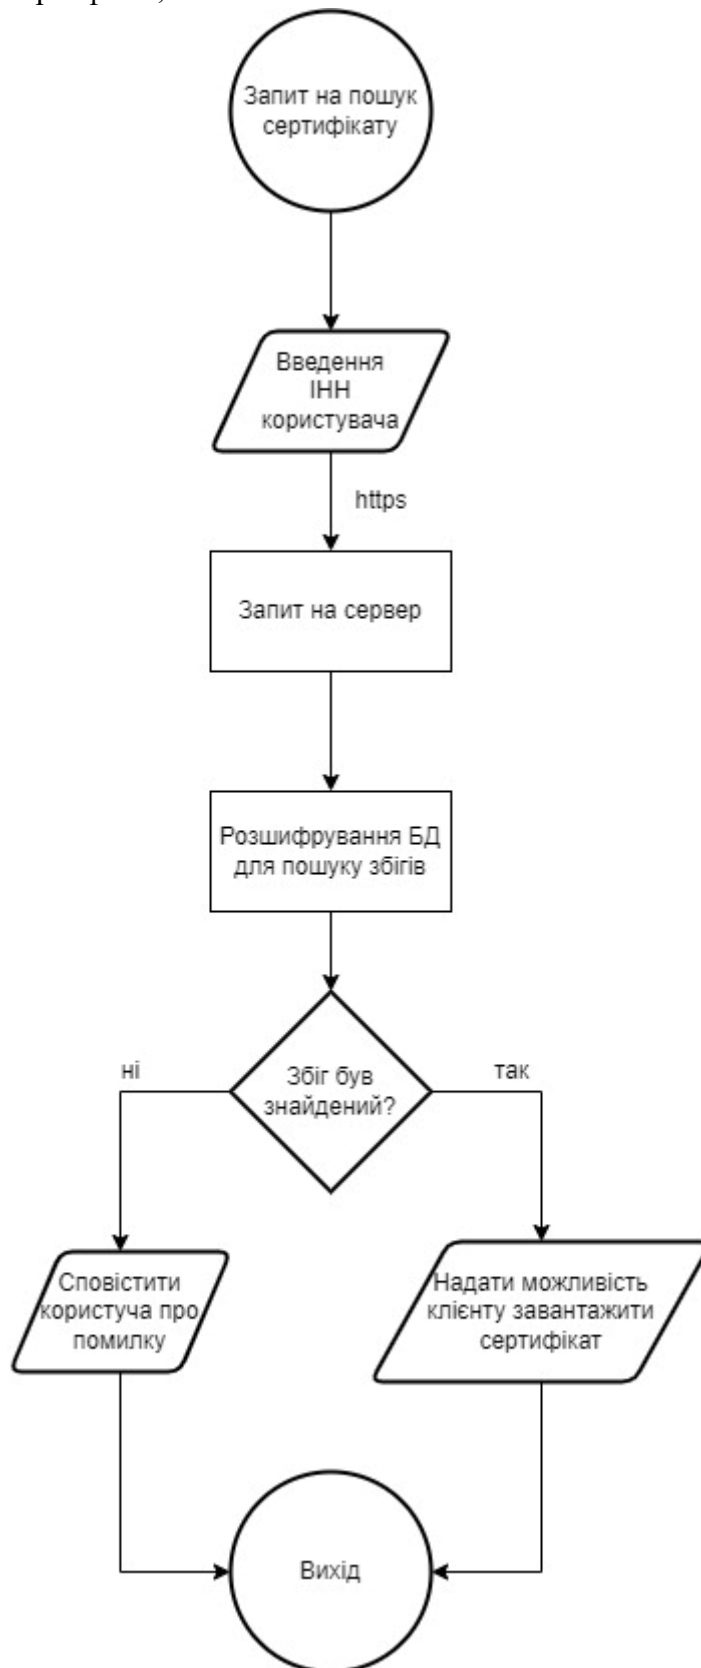 Запит на пошук
сертифікату
Введення
ІНН
користувача
https
Запит на сервер
Розшифрування БД
для пошуку збігів
Збіг був
знайдений?
ні
так
Сповістити
користуча про
помилку
Надати можливість
клієнту завантажити
сертифікат
Вихід